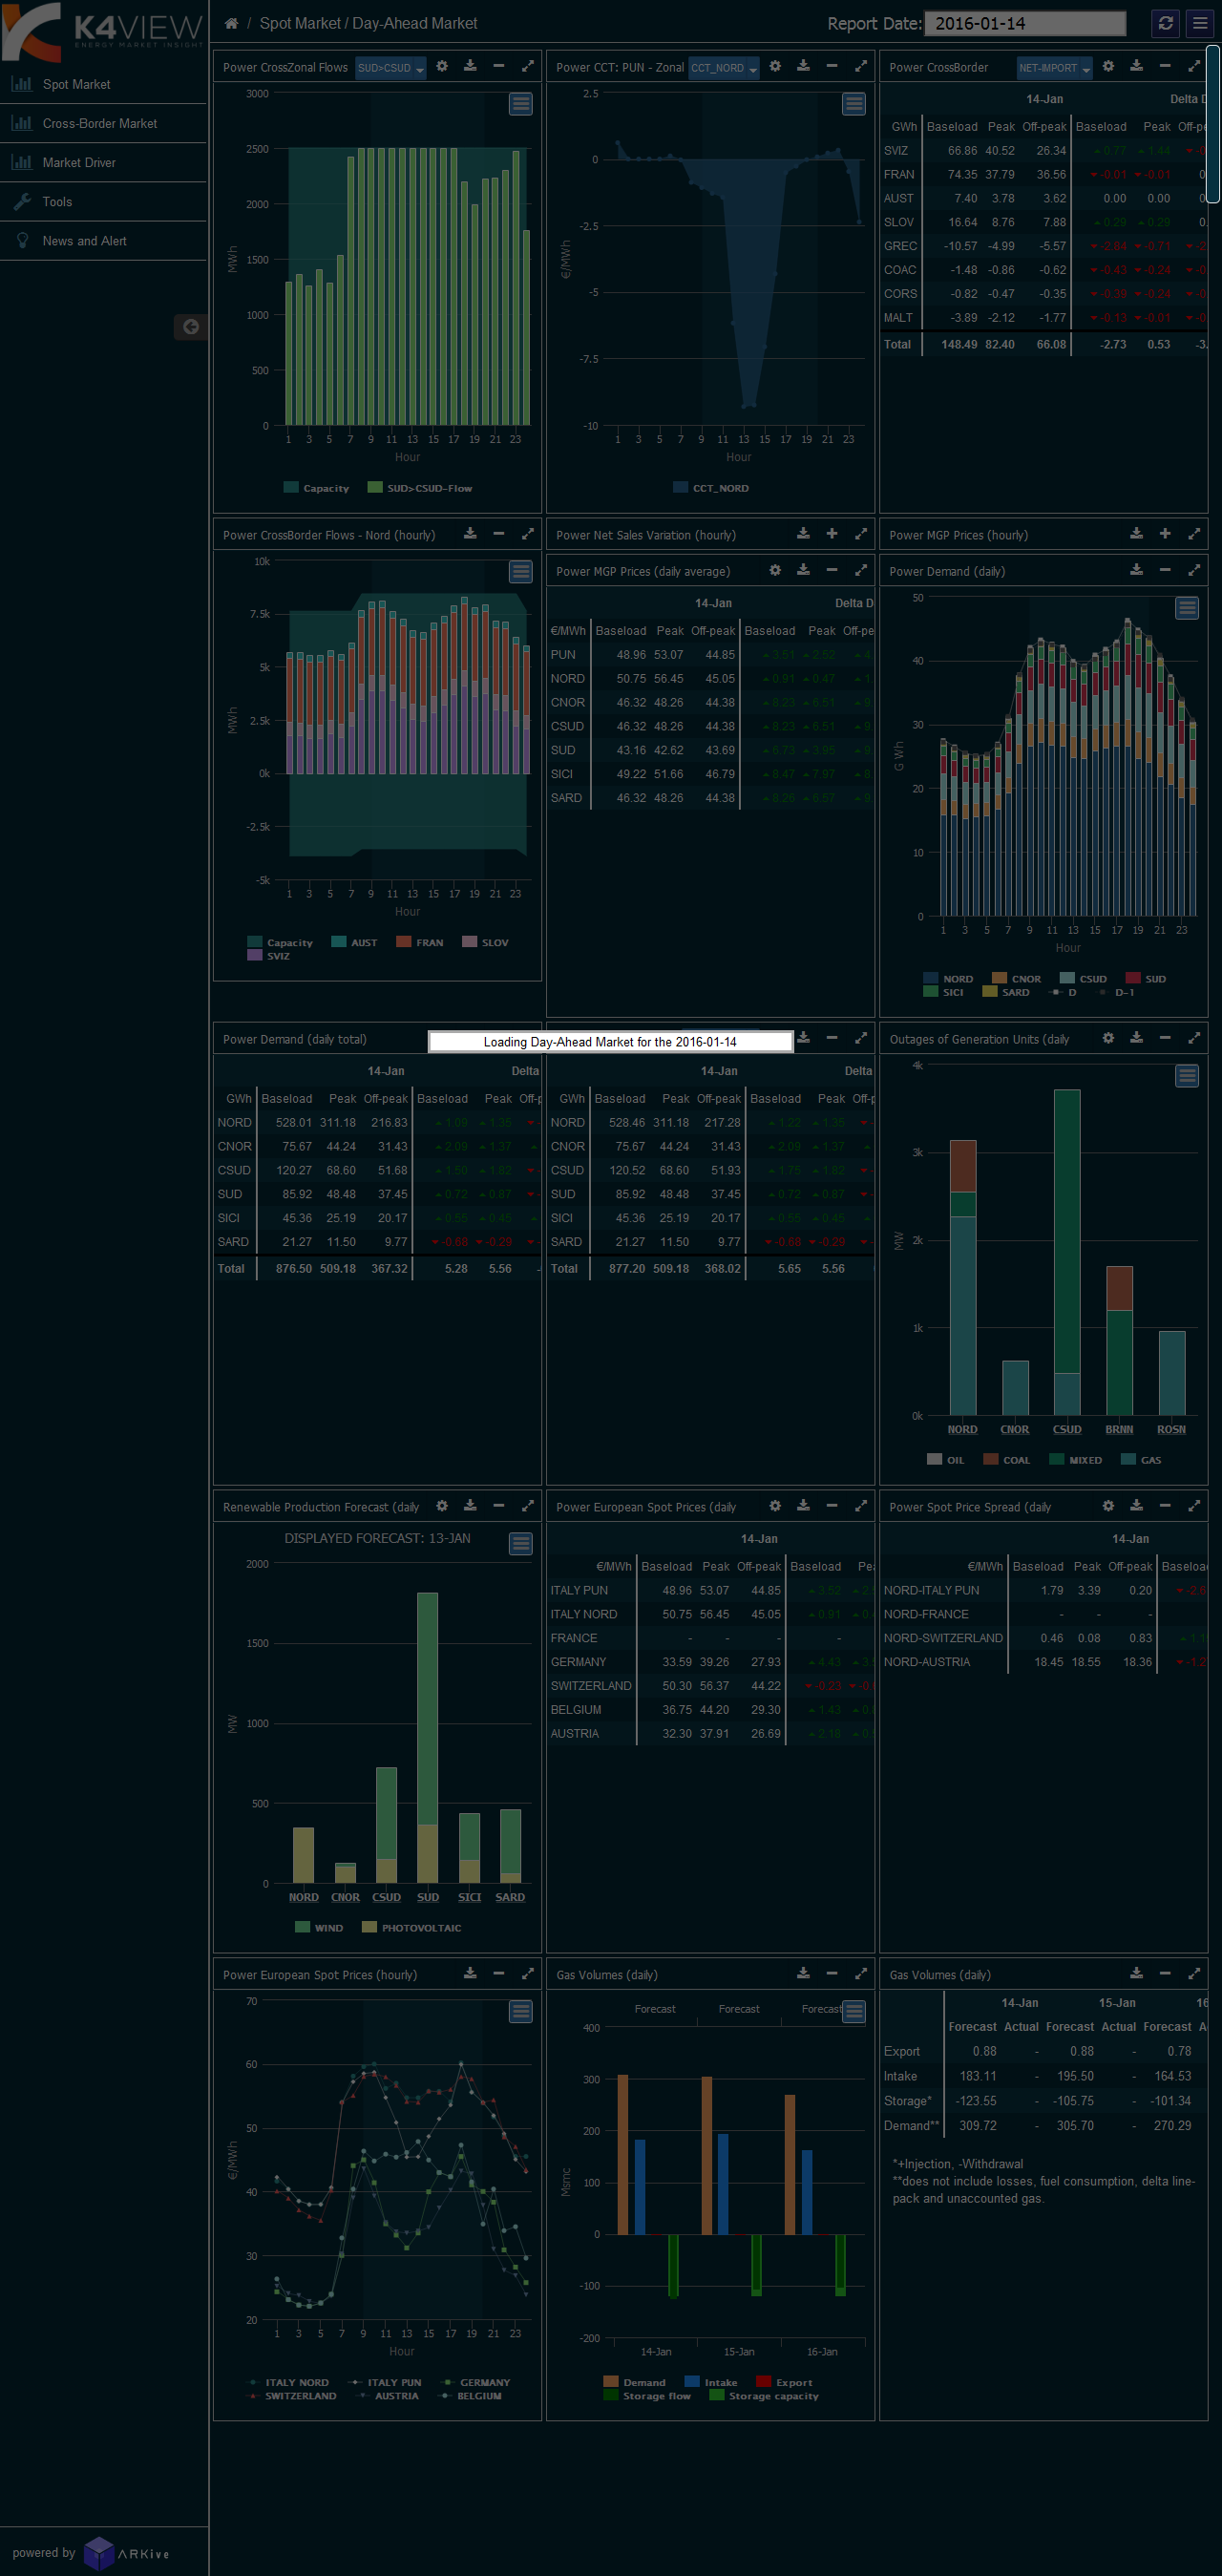 K4VIEW
ENERGY MARKET INSIGHT
/ Spot Market / Day-Ahead Market
Report Date: 2016-01-14
Spot Market
Cross-Border Market
Market Driver
Tools
News and Alert
Power CrossZonal Flows SUD>CSUD
3000
2500
2000
1500
1000
500
0
MWh
1 3 5 7 9 11 13 15 17 19 21 23
Hour
Capacity SUD>CSUD-Flow
Power CCT: PUN - Zonal CCT_NORD
2.5
0
-2.5
-5
-7.5
-10
€/MWh
1 3 5 7 9 11 13 15 17 19 21 23
Hour
CCT_NORD
Power CrossBorder NET-IMPORT
14-Jan Delta D
GWh Baseload Peak Off-peak Baseload Peak Off-p
SVIZ 66.86 40.52 26.34 0.77 1.44
FRAN 74.35 37.79 36.56 -0.01 -0.01 0
AUST 7.40 3.78 3.62 0.00 0.00 0
SLOV 16.64 8.76 7.88 0.29 0.29 0.
GREC -10.57 -4.99 -5.57 -2.84 -0.71 -2
COAC -1.48 -0.86 -0.62 -0.43 -0.24 -0
CORS -0.82 -0.47 -0.35 -0.39 -0.24 -0
MALT -3.89 -2.12 -1.77 -0.13 -0.01 -0
Total 148.49 82.40 66.08 -2.73 0.53 -3.
Power CrossBorder Flows - Nord (hourly)
10k
7.5k
5k
2.5k
0k
-2.5k
-5k
MWh
1 3 5 7 9 11 13 15 17 19 21 23
Hour
Capacity AUST FRAN SLOV
SVIZ
Power Net Sales Variation (hourly)
Power MGP Prices (hourly)
Power MGP Prices (daily average)
14-Jan Delta D
€/MWh Baseload Peak Off-peak Baseload Peak Off-pe
PUN 48.96 53.07 44.85 3.51 2.52 4
NORD 50.75 56.45 45.05 0.91 0.47 1
CNOR 46.32 48.26 44.38 8.23 6.51 9
CSUD 46.32 48.26 44.38 8.23 6.51 9
SUD 43.16 42.62 43.69 6.73 3.85 9
SICI 49.22 51.66 46.79 8.47 7.97 8
SARD 46.32 48.26 44.38 8.26 6.57 9
Power Demand (daily)
50
40
30
20
10
0
G Wh
1 3 5 7 9 11 13 15 17 19 21 23
Hour
NORD CNOR CSUD SUD
SICI SARD D D-1
Loading Day-Ahead Market for the 2016-01-14
Power Demand (daily total)
14-Jan Delta
GWh Baseload Peak Off-peak Baseload Peak Off-p
NORD 528.01 311.18 216.83 1.09 1.35
CNOR 75.67 44.24 31.43 2.09 1.37
CSUD 120.27 68.60 51.68 1.50 1.82
SUD 85.92 48.48 37.45 0.72 0.87
SICI 45.36 25.19 20.17 0.55 0.45
SARD 21.27 11.50 9.77 -0.68 -0.29
Total 876.50 509.18 367.32 5.28 5.56
14-Jan Delta
GWh Baseload Peak Off-peak Baseload Peak Off-p
NORD 528.46 311.18 217.28 1.22 1.35
CNOR 75.67 44.24 31.43 2.09 1.37
CSUD 120.52 68.60 51.93 1.75 1.82
SUD 85.92 48.48 37.45 0.72 0.87
SICI 45.36 25.19 20.17 0.55 0.45
SARD 21.27 11.50 9.77 -0.68 -0.29
Total 877.20 509.18 368.02 5.65 5.56
Outages of Generation Units (daily
4k
3k
2k
1k
0k
MW
NORD CNOR CSUD BRNN ROSN
OIL COAL MIXED GAS
Renewable Production Forecast (daily
DISPLAYED FORECAST: 13-JAN
2000
1500
1000
500
0
MW
NORD CNOR CSUD SUD SICI SARD
WIND PHOTOVOLTAIC
Power European Spot Prices (daily
14-Jan
€/MWh Baseload Peak Off-peak Baseload Pea
ITALY PUN 48.96 53.07 44.85 3.52 2
ITALY NORD 50.75 56.45 45.05 0.91 0
FRANCE - - - -
GERMANY 33.59 39.26 27.93 4.43 3
SWITZERLAND 50.30 56.37 44.22 -0.23 -0
BELGIUM 36.75 44.20 29.30 1.43 0
AUSTRIA 32.30 37.91 26.69 2.18 0
Power Spot Price Spread (daily
14-Jan
€/MWh Baseload Peak Off-peak Baseloa
NORD-ITALY PUN 1.79 3.39 0.20 -2.6
NORD-FRANCE - - -
NORD-SWITZERLAND 0.46 0.08 0.83 1.1
NORD-AUSTRIA 18.45 18.55 18.36 -1.2
Power European Spot Prices (hourly)
70
60
50
40
30
20
€/MWh
1 3 5 7 9 11 13 15 17 19 21 23
Hour
ITALY NORD ITALY PUN GERMANY
SWITZERLAND AUSTRIA BELGIUM
Gas Volumes (daily)
Forecast Forecast Forecast
400
300
200
100
0
-100
-200
Msmc
14-Jan 15-Jan 16-Jan
Demand Intake Export
Storage flow Storage capacity
Gas Volumes (daily)
14-Jan 15-Jan 16
Forecast Actual Forecast Actual Forecast A
Export 0.88 - 0.88 - 0.78
Intake 183.11 - 195.50 - 164.53
Storage* -123.55 - -105.75 - -101.34
Demand** 309.72 - 305.70 - 270.29
*+Injection, -Withdrawal
**does not include losses, fuel consumption, delta line-
pack and unaccounted gas.
powered by ARKive